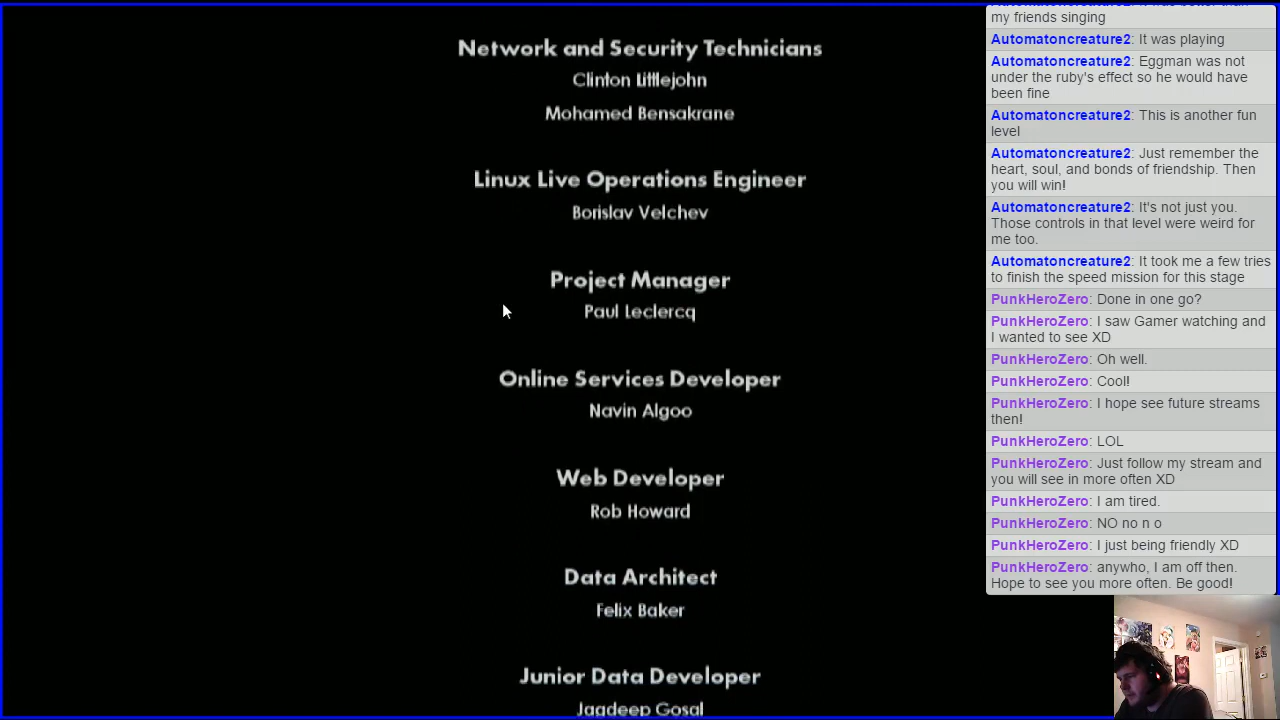 Network and Security Technicians
Clinton Littlejohn
Mohamed Bensakrane
Linux Live Operations Engineer
Borislav Velchev
Project Manager
Paul Leclercq
Online Services Developer
Navin Algoo
Web Developer
Rob Howard
Data Architect
Felix Baker
Junior Data Developer
Jagdeep Gosal
my friends singing
Automatoncreature2: It was playing
Automatoncreature2: Eggman was not
under the ruby's effect so he would have
been fine
Automatoncreature2: This is another fun
level
Automatoncreature2: Just remember the
heart, soul, and bonds of friendship. Then
you will win!
Automatoncreature2: It's not just you.
Those controls in that level were weird for
me too.
Automatoncreature2: It took me a few tries
to finish the speed mission for this stage
PunkHeroZero: Done in one go?
PunkHeroZero: I saw Gamer watching and
I wanted to see XD
PunkHeroZero: Oh well.
PunkHeroZero: Cool!
PunkHeroZero: I hope see future streams
then!
PunkHeroZero: LOL
PunkHeroZero: Just follow my stream and
you will see in more often XD
PunkHeroZero: I am tired.
PunkHeroZero: NO no n o
PunkHeroZero: I just being friendly XD
PunkHeroZero: anywho, I am off then.
Hope to see you more often. Be good!